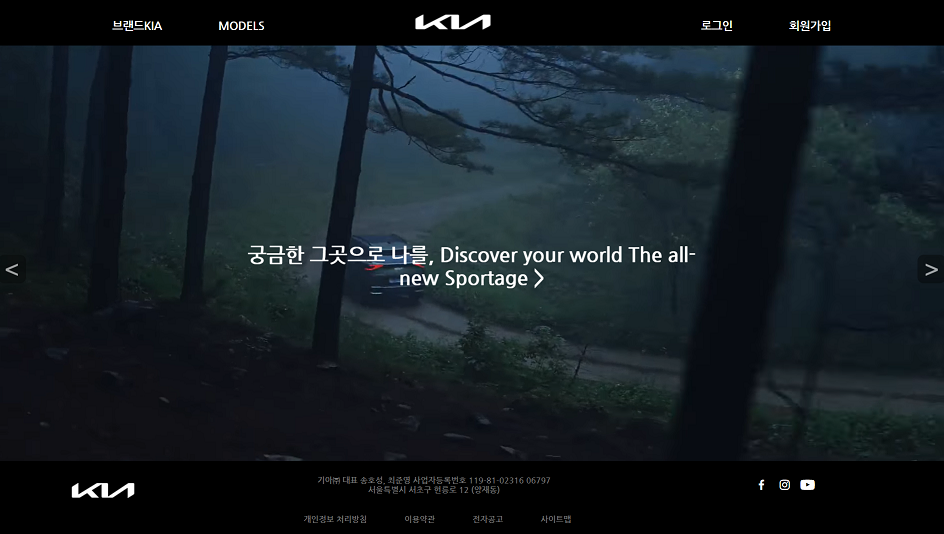 브랜드KIA
MODELS
KIA
로그인
회원가입
궁금한 그곳으로 나를, Discover your world The all-
new Sportage >
<
>
KIA
기아㈜ 대표 송호성, 최준영 사업자등록번호 119-81-02316 06797
서울특별시 서초구 헌릉로 12 (양재동)
개인정보 처리방침
이용약관
전자공고
사이트맵